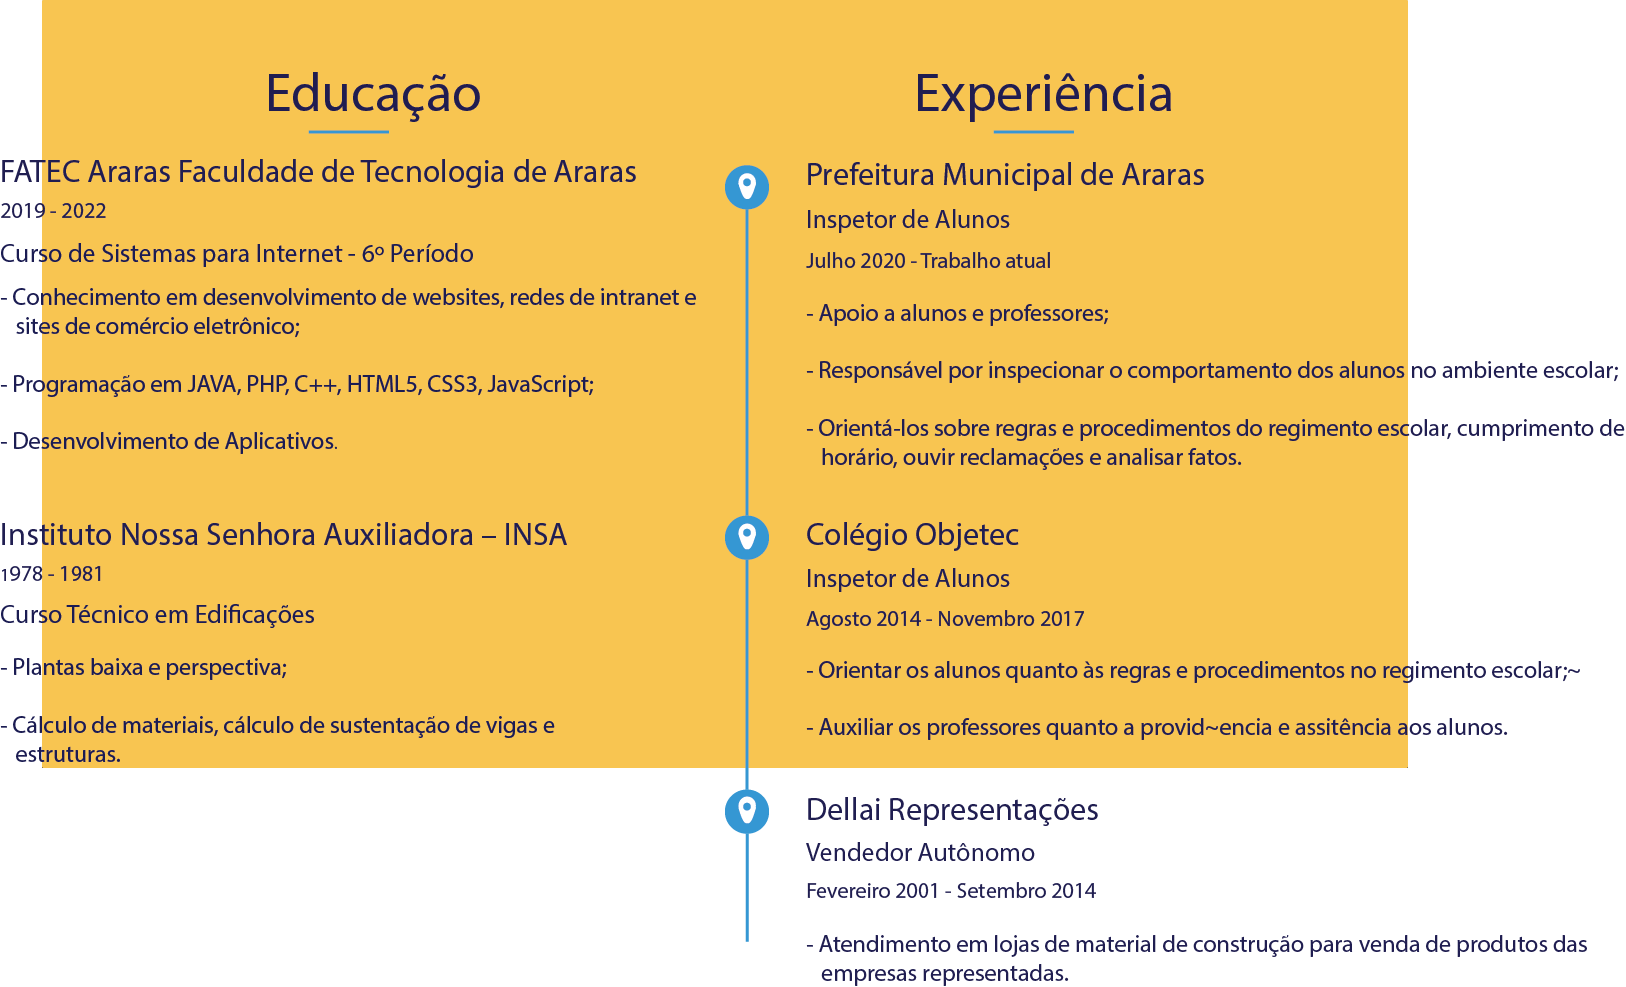 Educação
FATEC Araras Faculdade de Tecnologia de Araras
2019 - 2022
Curso de Sistemas para Internet - 6º Período
- Conhecimento em desenvolvimento de websites, redes de intranet e
sites de comércio eletrônico;
- Programação em JAVA, PHP, C++, HTML5, CSS3, JavaScript;
- Desenvolvimento de Aplicativos.
Instituto Nossa Senhora Auxiliadora – INSA
1978 - 1981
Curso Técnico em Edificações
- Plantas baixa e perspectiva;
- Cálculo de materiais, cálculo de sustentação de vigas e
estruturas.
Experiência
Prefeitura Municipal de Araras
Inspetor de Alunos
Julho 2020 - Trabalho atual
- Apoio a alunos e professores;
- Responsável por inspecionar o comportamento dos alunos no ambiente escolar;
- Orientá-los sobre regras e procedimentos do regimento escolar, cumprimento de
horário, ouvir reclamações e analisar fatos.
Colégio Objetec
Inspetor de Alunos
Agosto 2014 - Novembro 2017
- Orientar os alunos quanto às regras e procedimentos no regimento escolar;~
- Auxiliar os professores quanto a provid~encia e assitência aos alunos.
Dellai Representações
Vendedor Autônomo
Fevereiro 2001 - Setembro 2014
- Atendimento em lojas de material de construção para venda de produtos das
empresas representadas.